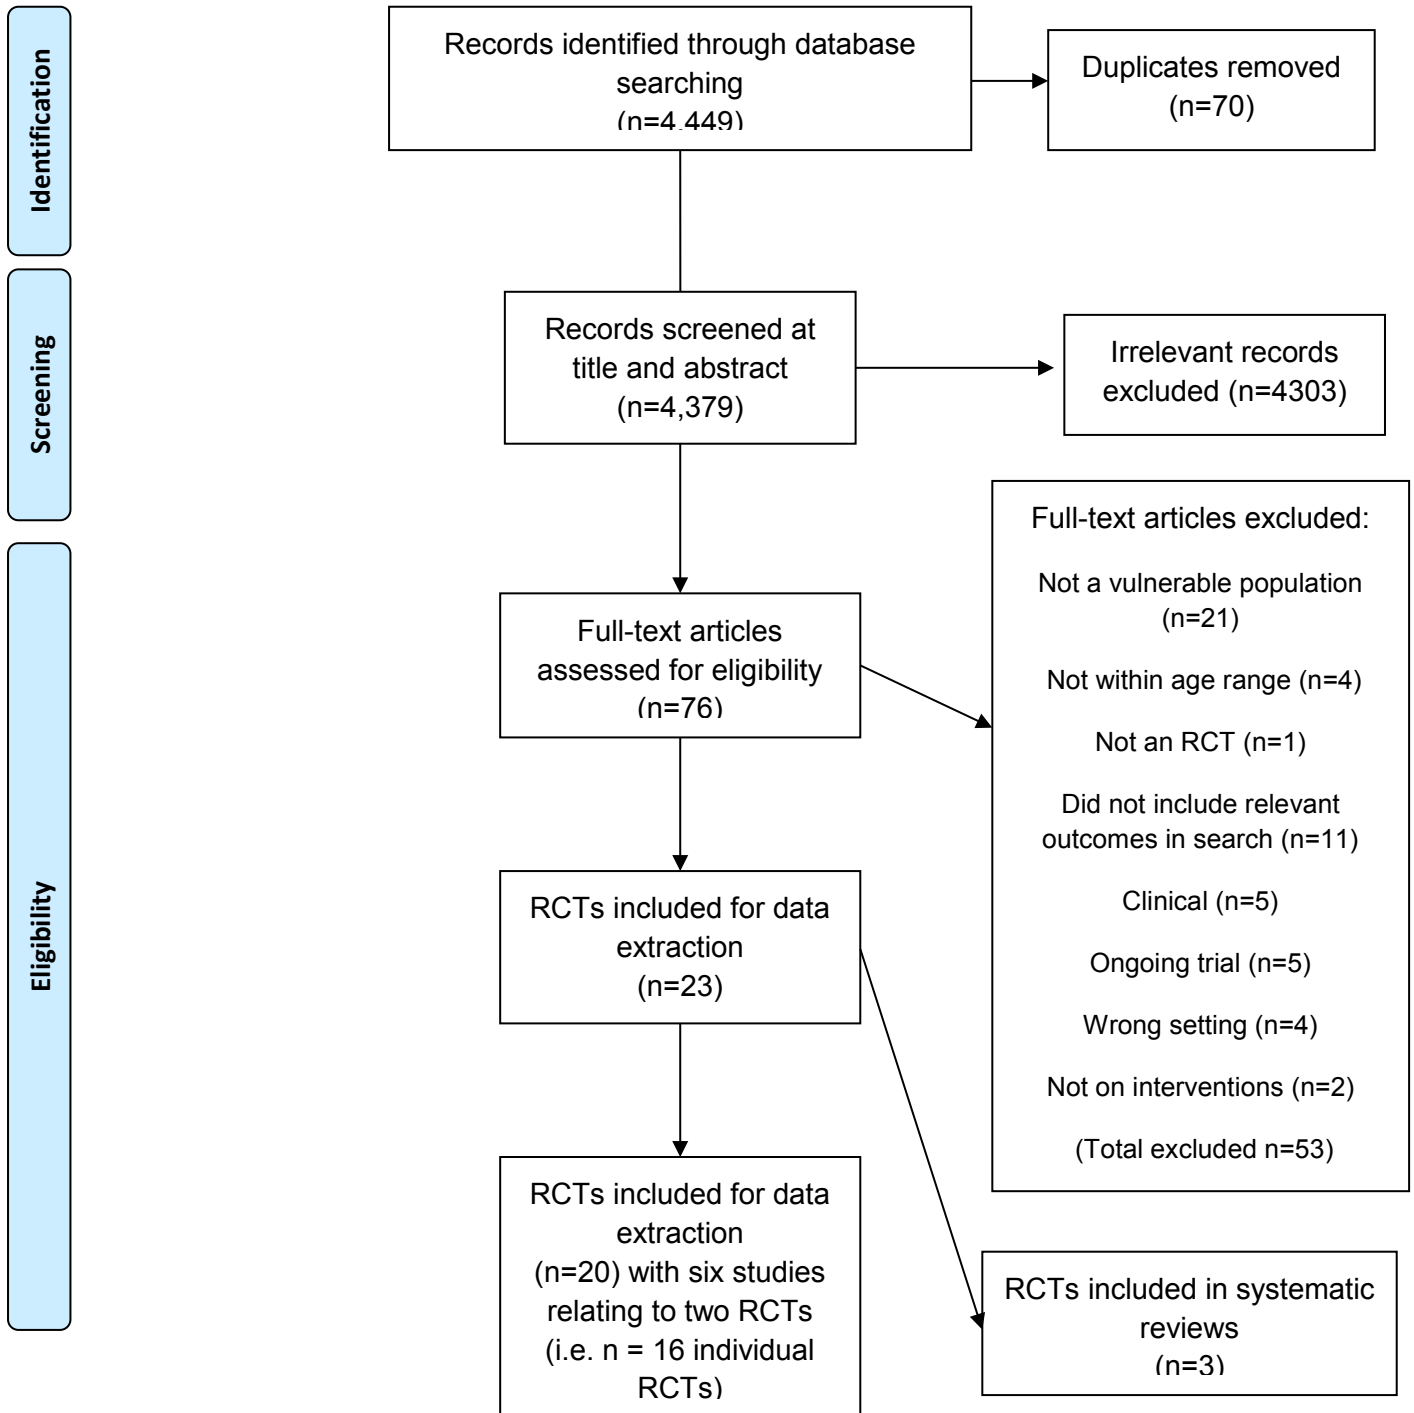 Identification
Records identified through database
searching
(n=4,449)
Duplicates removed
(n=70)
Screening
Records screened at
title and abstract
(n=4,379)
Irrelevant records
excluded (n=4303)
Eligibility
Full-text articles
assessed for eligibility
(n=76)
Full-text articles excluded:
Not a vulnerable population
(n=21)
Not within age range (n=4)
Not an RCT (n=1)
Did not include relevant
outcomes in search (n=11)
Clinical (n=5)
Ongoing trial (n=5)
Wrong setting (n=4)
Not on interventions (n=2)
(Total excluded n=53)
RCTs included for data
extraction
(n=23)
RCTs included for data
extraction
(n=20) with six studies
relating to two RCTs
(i.e. n = 16 individual
RCTs)
RCTs included in systematic
reviews
(n=3)